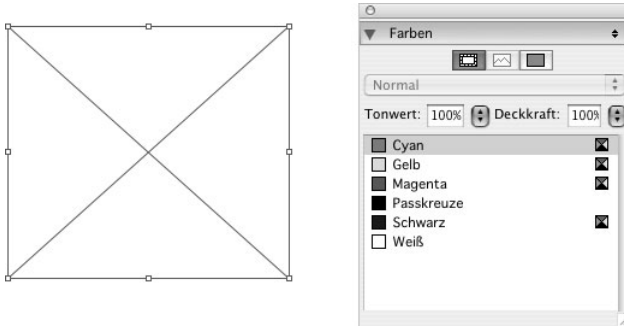 Farben
Normal
Tonwert: 100% Deckkraft: 100%
Cyan
Gelb
Magenta
Passkreuze
Schwarz
Weiß